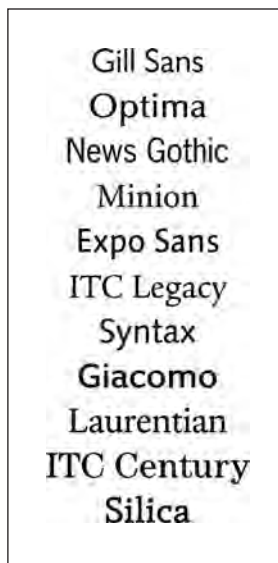 Gill Sans
Optima
News Gothic
Minion
Expo Sans
ITC Legacy
Syntax
Giacomo
Laurentian
ITC Century
Silica